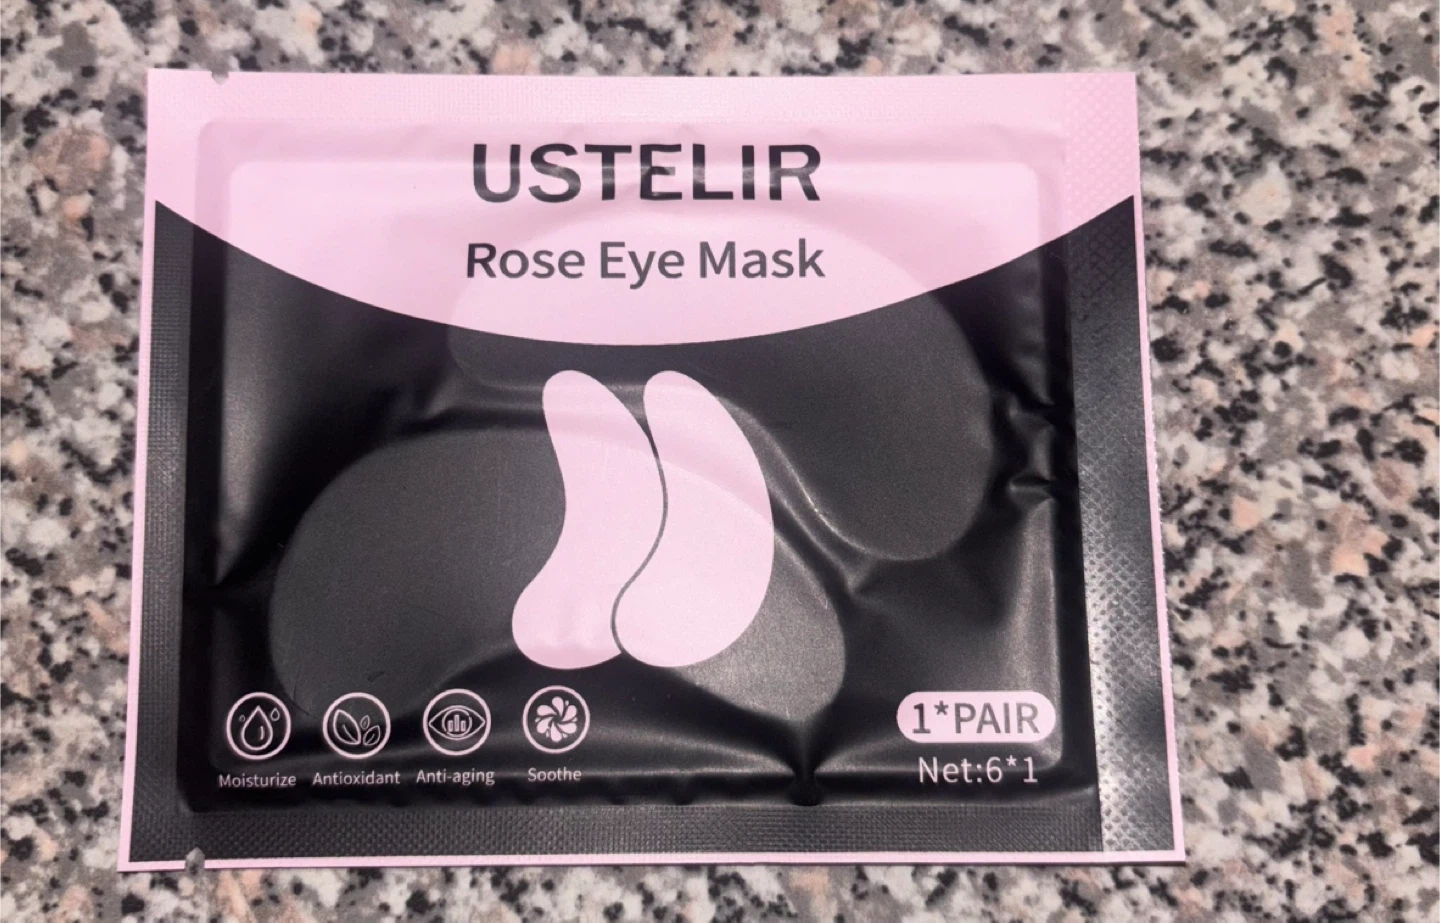 USTELIR
Rose Eye Mask
Moisturize Antioxidant Anti-aging Soothe
1*PAIR
Net:6*1